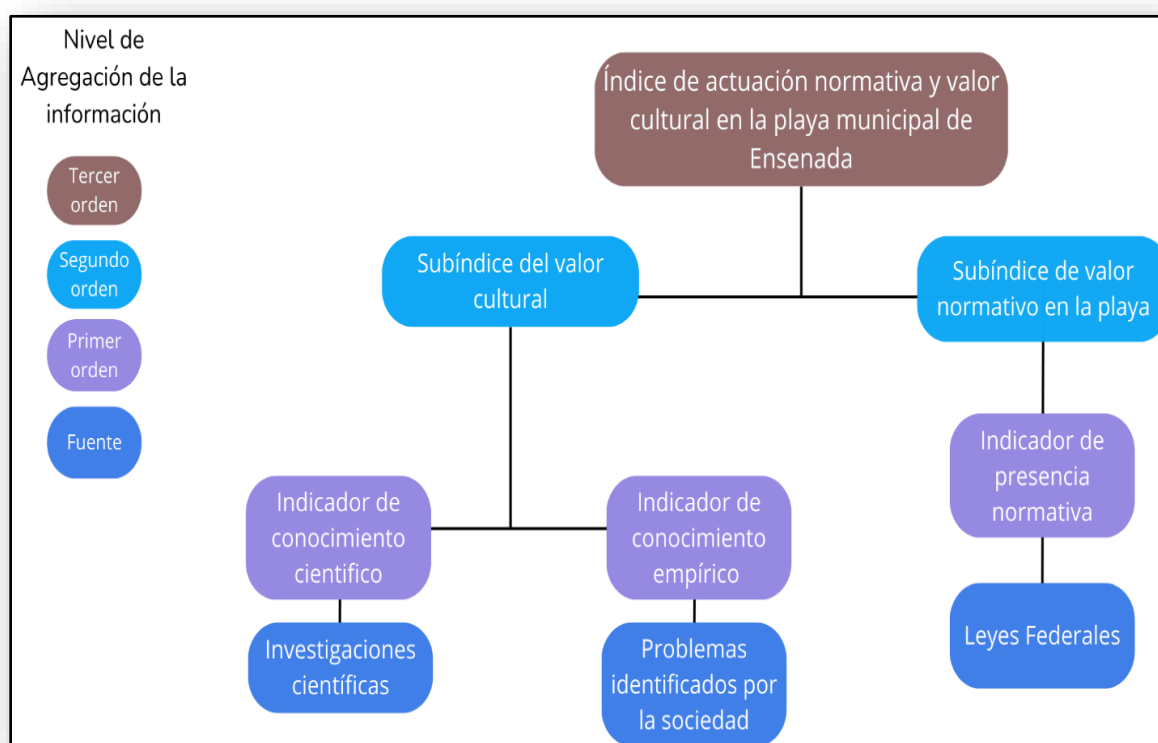 Nivel de
Agregación de la
información
Tercer
orden
Segundo
orden
Primer
orden
Fuente
Índice de actuación normativa y valor
cultural en la playa municipal de
Ensenada
Subíndice del valor
cultural
Subíndice de valor
normativo en la playa
Indicador de
conocimiento
cientifico
Indicador de
conocimiento
empírico
Indicador de
presencia
normativa
Investigaciones
científicas
Problemas
identificados por
la sociedad
Leyes Federales